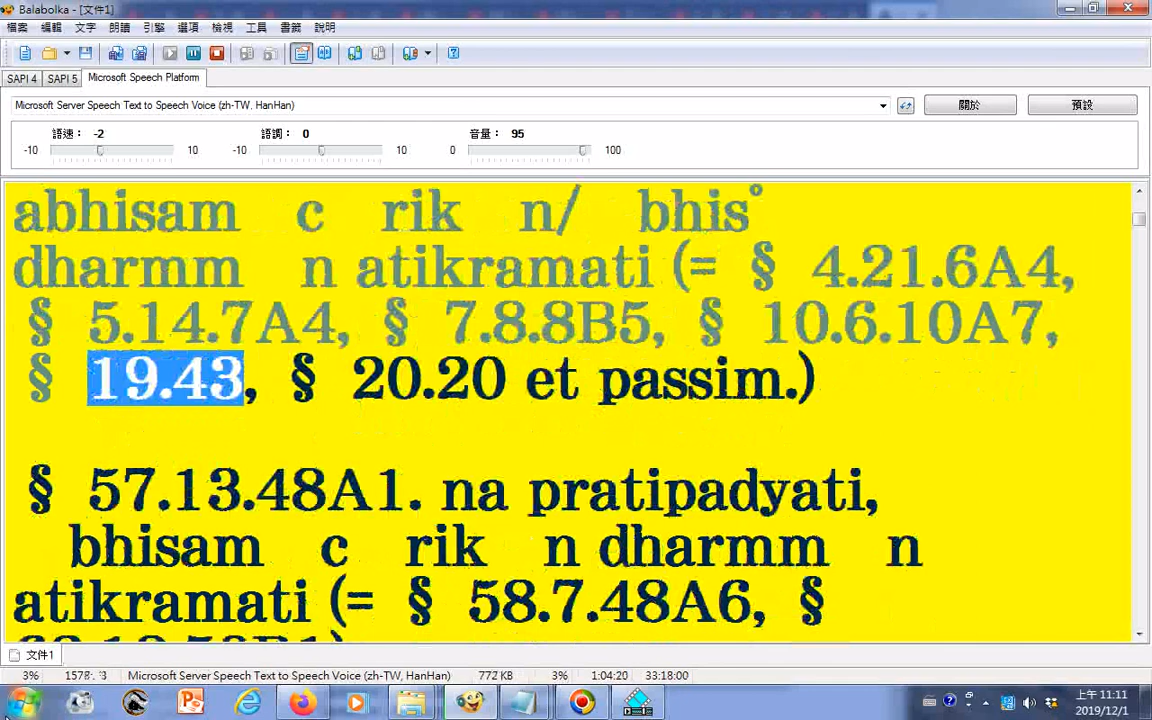 Balabolka - [文件1]
檔案 編輯 文字 朗讀 引擎 選項 檢視 工具 書籤 說明
SAPI 4 SAPI 5 Microsoft Speech Platform
Microsoft Server Speech Text to Speech Voice (zh-TW, HanHan) 關於 預設
語速: -2 語調: 0 音量: 95
-10 10 -10 10 0 100
abhisam c rik n/ bhis°
dharmm n atikramati (= § 4.21.6A4,
§ 5.14.7A4, § 7.8.8B5, § 10.6.10A7,
§ 19.43, § 20.20 et passim.)
§ 57.13.48A1. na pratipadyati,
bhisam c rik n dharmm n
atikramati (= § 58.7.48A6, §
文件1
3% Microsoft Server Speech Text to Speech Voice (zh-TW, HanHan) 772 KB 3% 1:04:20 33:18:00
上午 11:11
2019/12/1